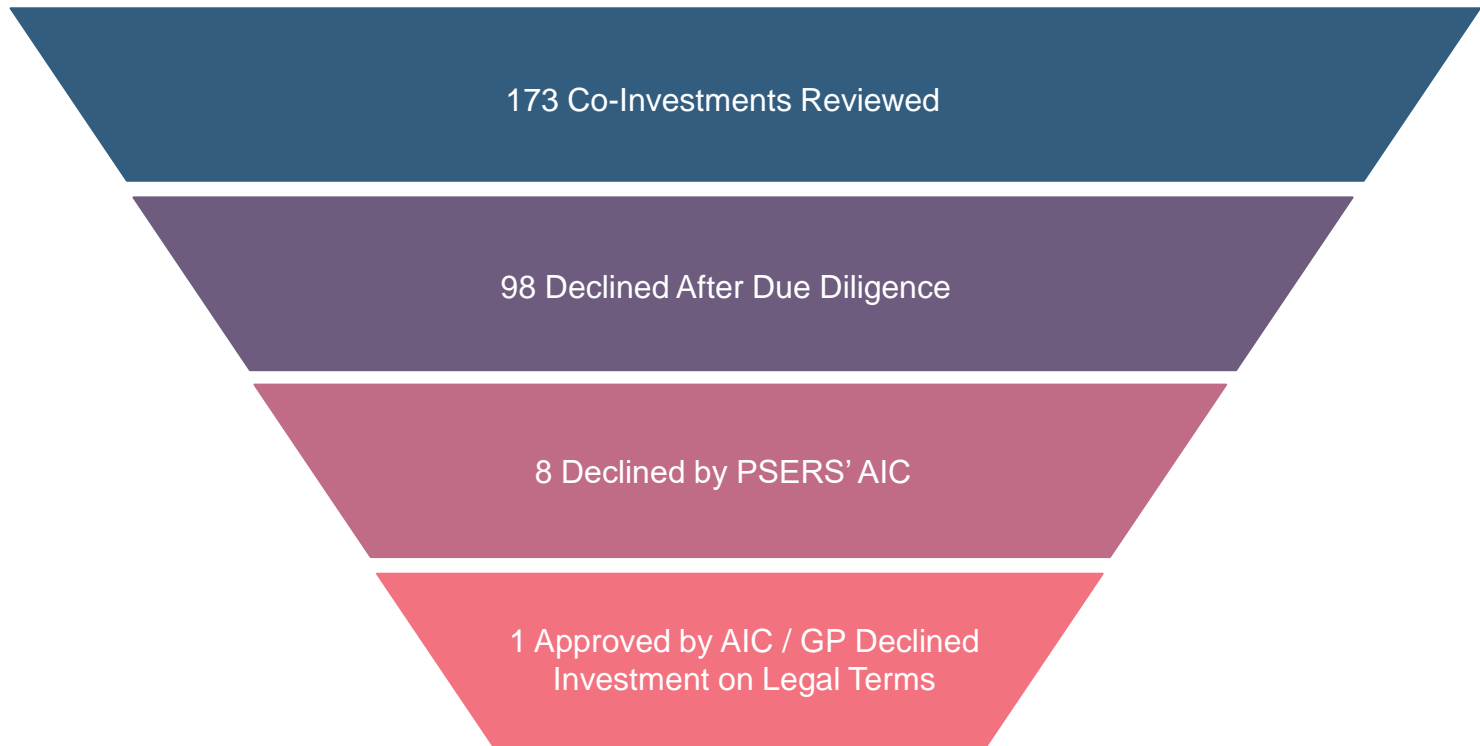 173 Co-Investments Reviewed
98 Declined After Due Diligence
8 Declined by PSERS’ AIC
1 Approved by AIC / GP Declined
Investment on Legal Terms